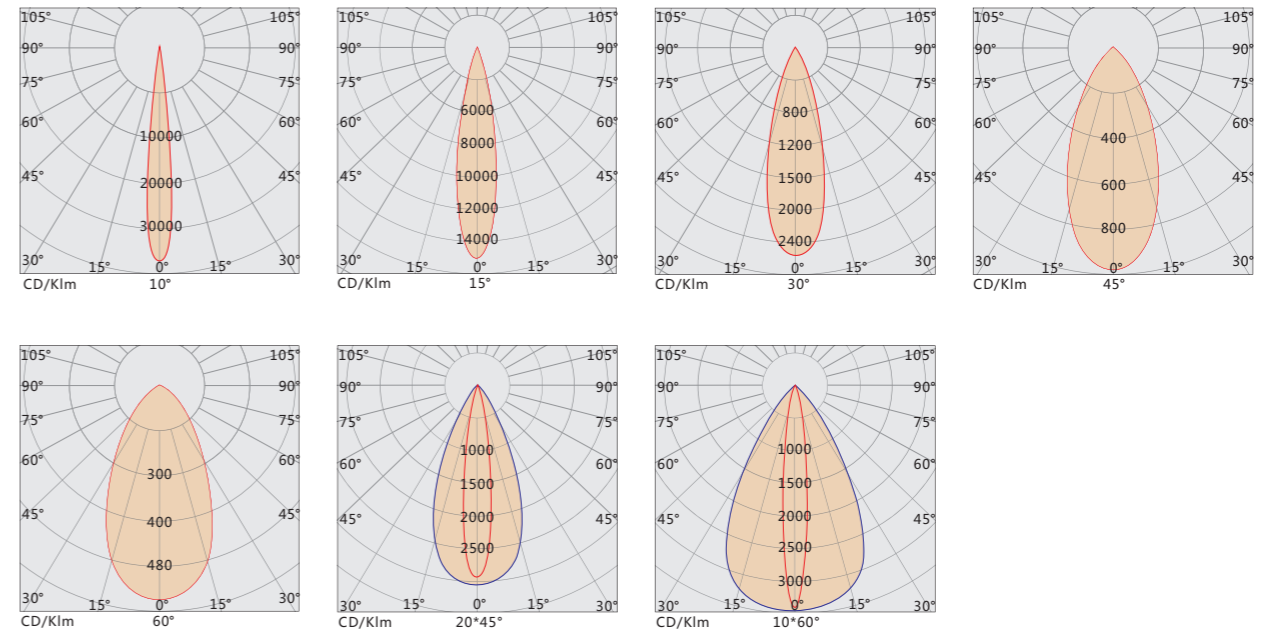 105° 105° 105° 105° 105° 105° 105° 105°
90° 90° 90° 90° 90° 90° 90° 90°
75° 75° 75° 75° 75° 75° 75° 75°
6000 800
60° 10000 60° 60° 60° 60° 60° 60° 400 60°
8000 1200
45° 20000 45° 45° 10000 45° 45° 1500 45° 45° 600 45°
12000 2000
30000 14000 2400 800
30° 15° 0° 15° 30° 30° 15° 0° 15° 30° 30° 15° 0° 15° 30° 30° 15° 0° 15° 30°
CD/Klm 10° CD/Klm 15° CD/Klm 30° CD/Klm 45°
105° 105° 105° 105° 105° 105°
90° 90° 90° 90° 90° 90°
75° 75° 75° 75° 75° 75°
1000 1000
60° 300 60° 60° 60° 60° 60°
1500 1500
45° 400 45° 45° 2000 45° 45° 2000 45°
480 2500 2500
3000
30° 15° 0° 15° 30° 30° 15° 0° 15° 30° 30° 15° 0° 15° 30°
CD/Klm 60° CD/Klm 20*45° CD/Klm 10*60°